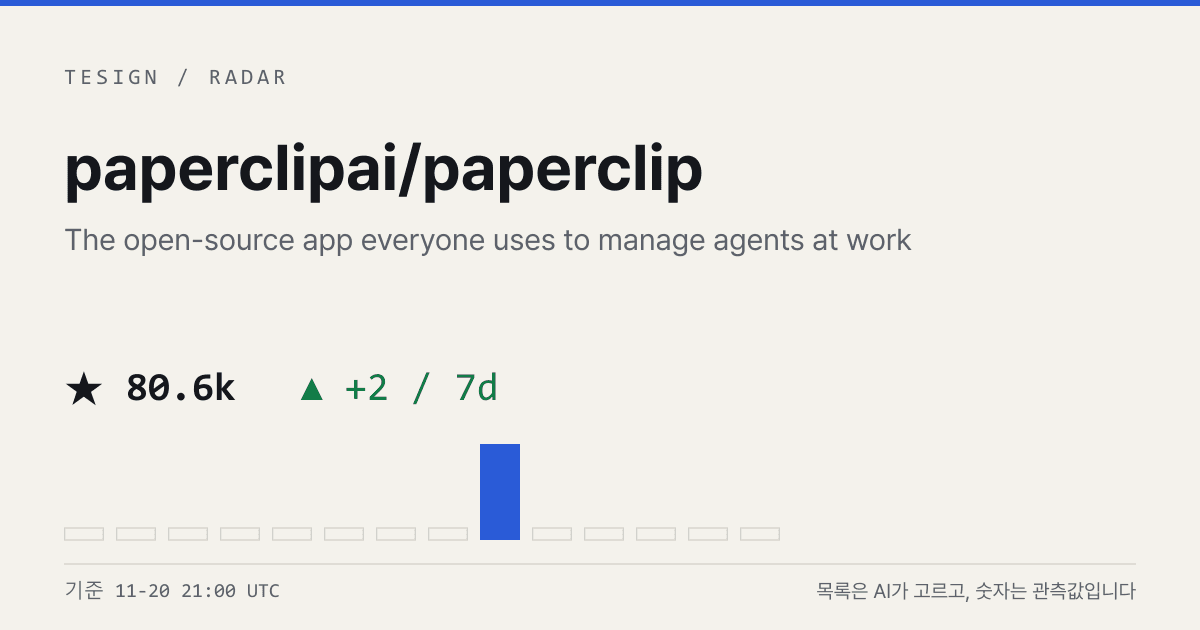 TESIGN / RADAR
paperclipai/paperclip
The open-source app everyone uses to manage agents at work
★ 80.6k ▲ +2 / 7d
기준 11-20 21:00 UTC
목록은 AI가 고르고, 숫자는 관측값입니다